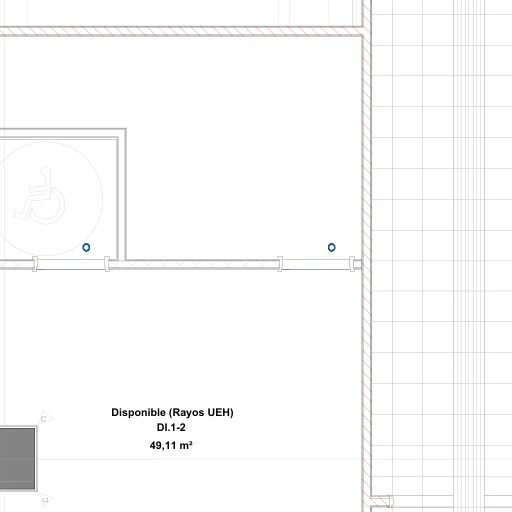 Disponible (Rayos UEH)
DI.1-2
49,11 m²
C